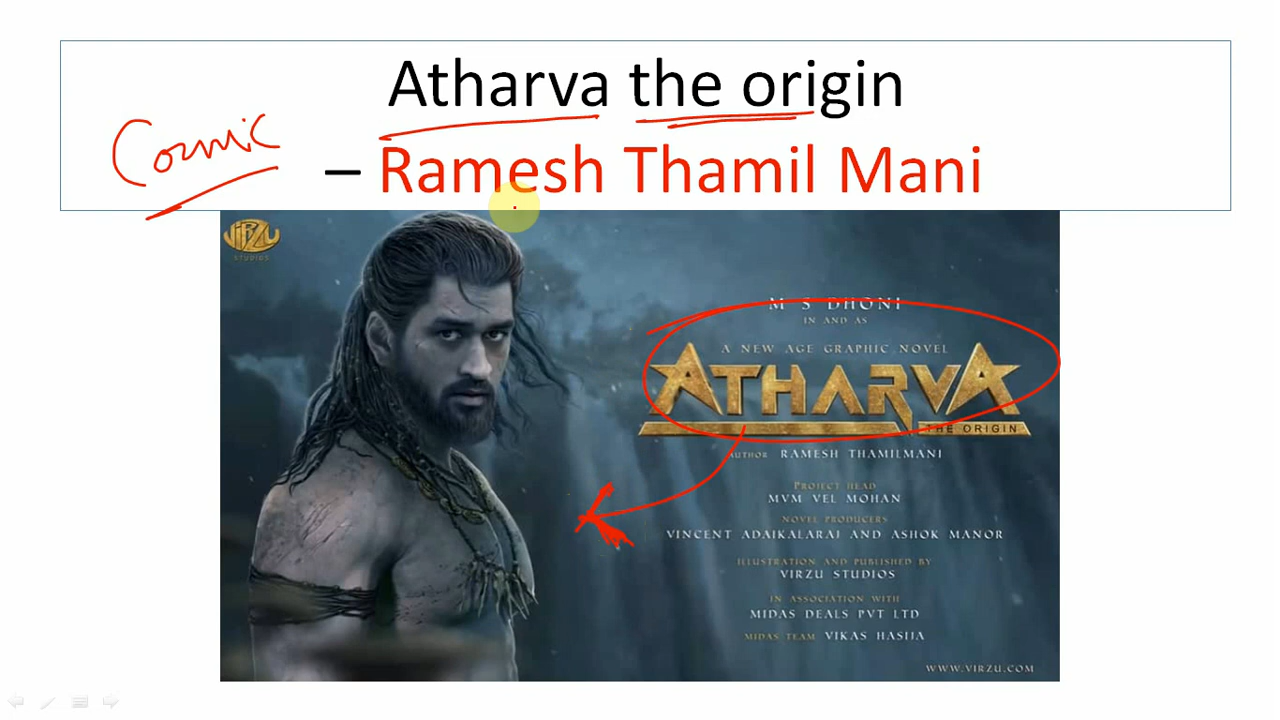 Atharva the origin
Comic
– Ramesh Thamil Mani
VIRZU
STUDIOS
M S DHONI
IN AND AS
A NEW AGE GRAPHIC NOVEL
ATHARVA
THE ORIGIN
AUTHOR RAMESH THAMILMANI
PROJECT HEAD
MVM VEL MOHAN
NOVEL PRODUCERS
VINCENT ADAIKALARAJ AND ASHOK MANOR
ILLUSTRATION AND PUBLISHED BY
VIRZU STUDIOS
IN ASSOCIATION WITH
MIDAS DEALS PVT LTD
MIDAS TEAM VIKAS HASIJA
WWW.VIRZU.COM